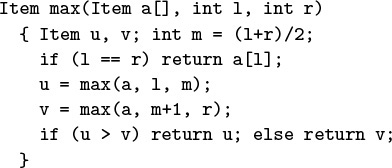 Item max(Item a[], int l, int r)
{ Item u, v; int m = (l+r)/2;
if (l == r) return a[l];
u = max(a, l, m);
v = max(a, m+1, r);
if (u > v) return u; else return v;
}